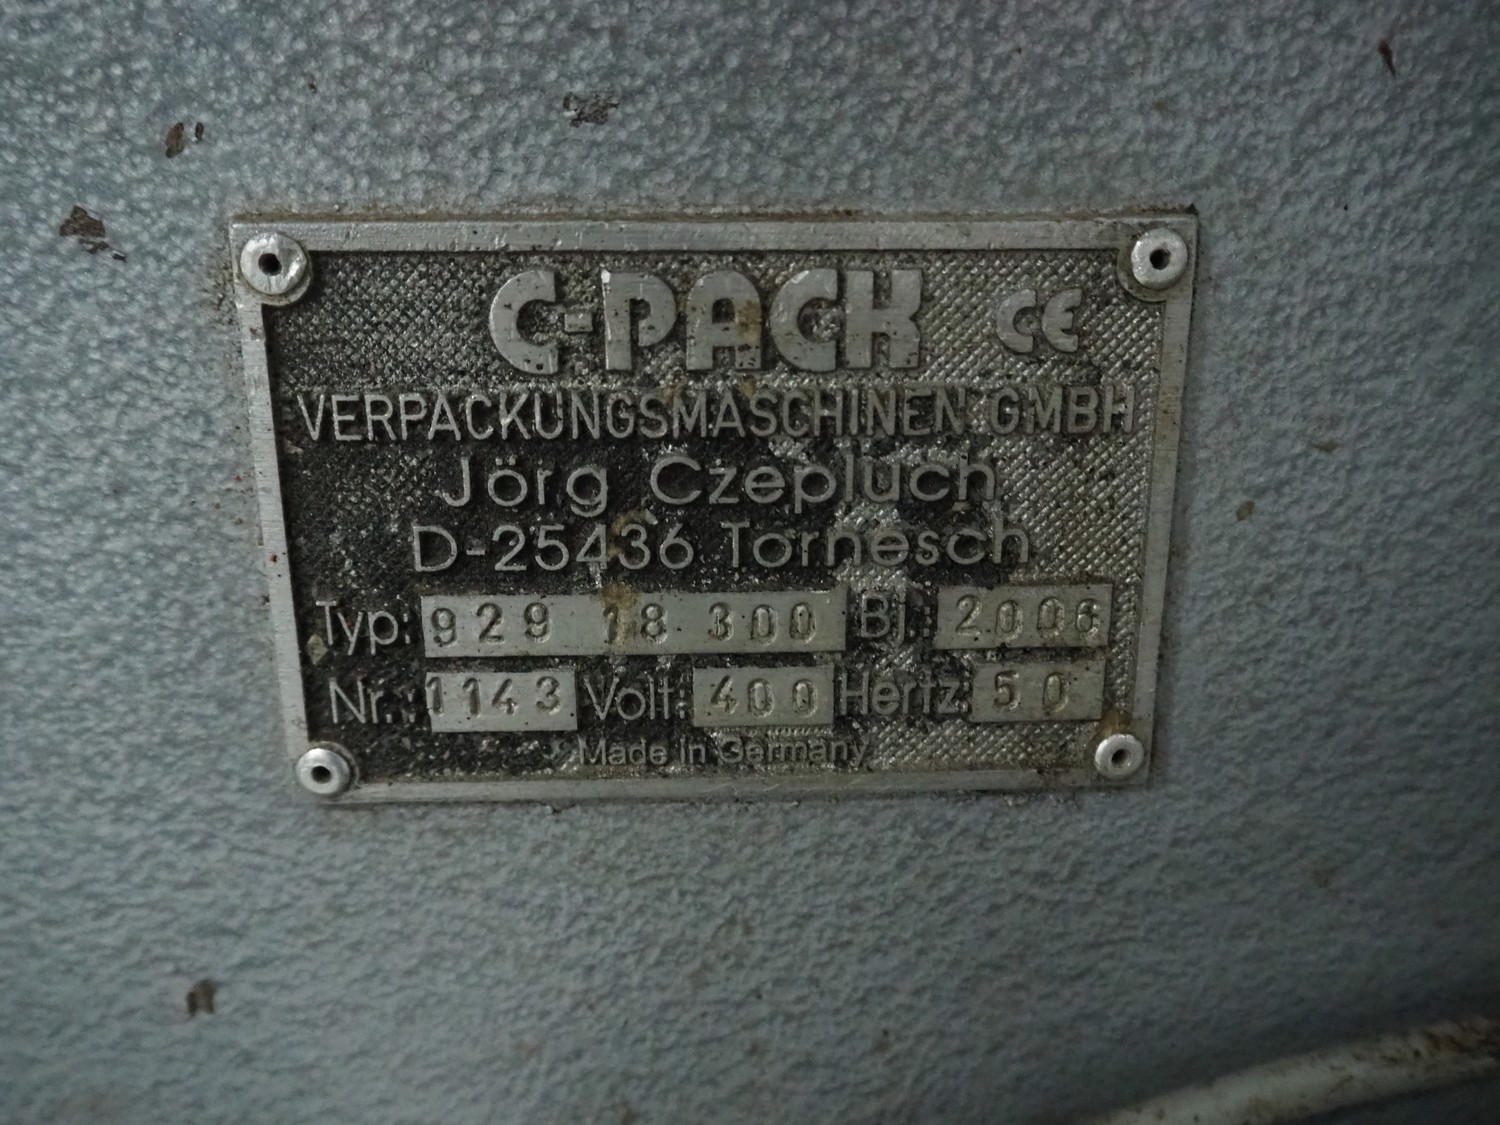 C-PACK CE
VERPACKUNGSMASCHINEN GMBH
Jörg Czepluch
D-25436 Tornesch
Typ: 929 18 300 Bj.: 2006
Nr.: 1143 Volt: 400 Hertz: 50
Made in Germany